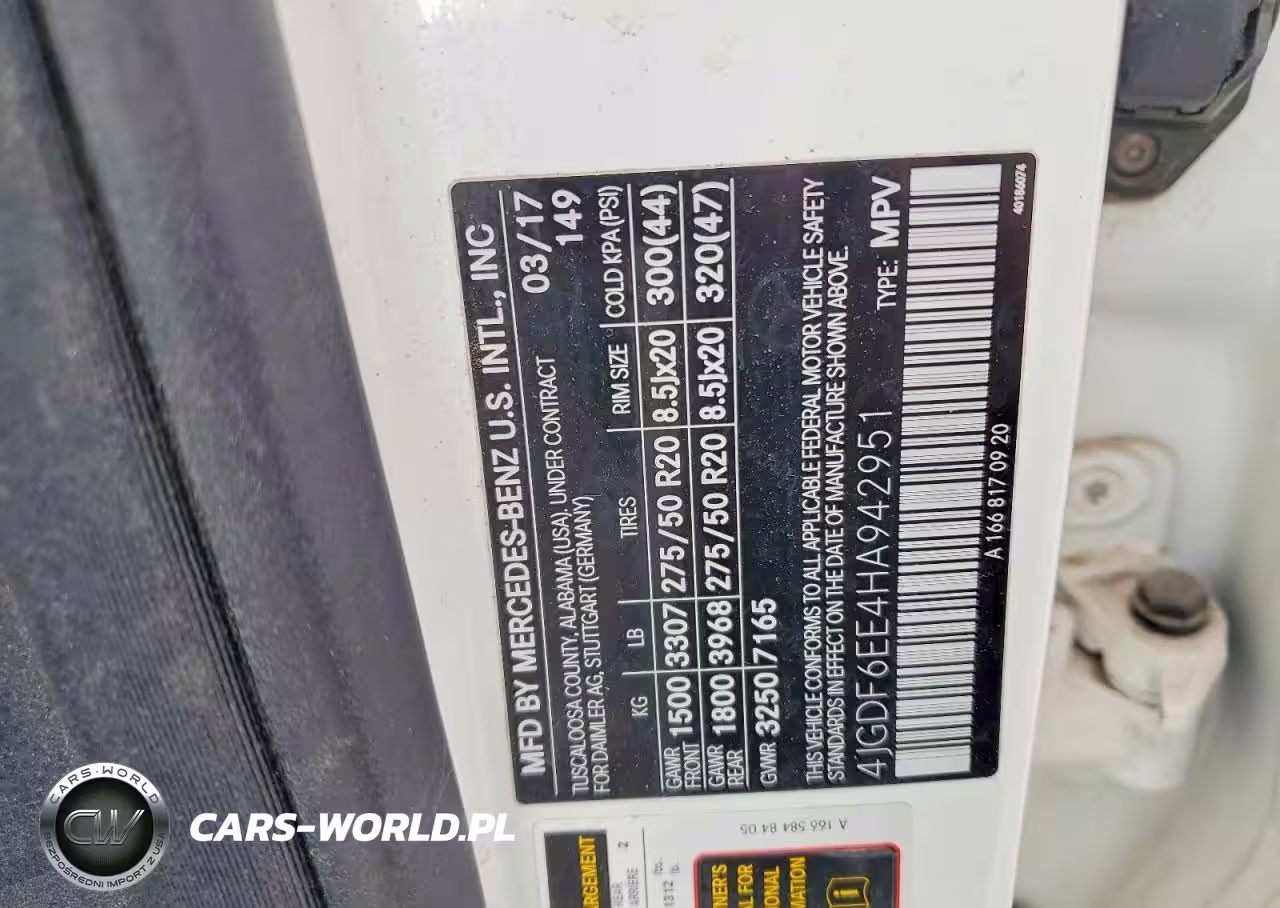 MFD BY MERCEDES-BENZ U.S. INTL., INC
TUSCALOOSA COUNTY, ALABAMA (USA). UNDER CONTRACT 03/17
FOR DAIMLER AG, STUTTGART (GERMANY) 149
KG LB TIRES RIM SIZE COLD KPA(PSI)
GAWR FRONT 1500 3307 275/50 R20 8.5Jx20 300(44)
GAWR REAR 1800 3968 275/50 R20 8.5Jx20 320(47)
GVWR 3250 7165
THIS VEHICLE CONFORMS TO ALL APPLICABLE FEDERAL MOTOR VEHICLE SAFETY
STANDARDS IN EFFECT ON THE DATE OF MANUFACTURE SHOWN ABOVE.
4JGDF6EE4HA942951 TYPE: MPV
A 166 817 09 20
40186074
A 166 584 84 05
CARS-WORLD
CW
BEZPOŚREDNI IMPORT Z USA
CARS-WORLD.PL